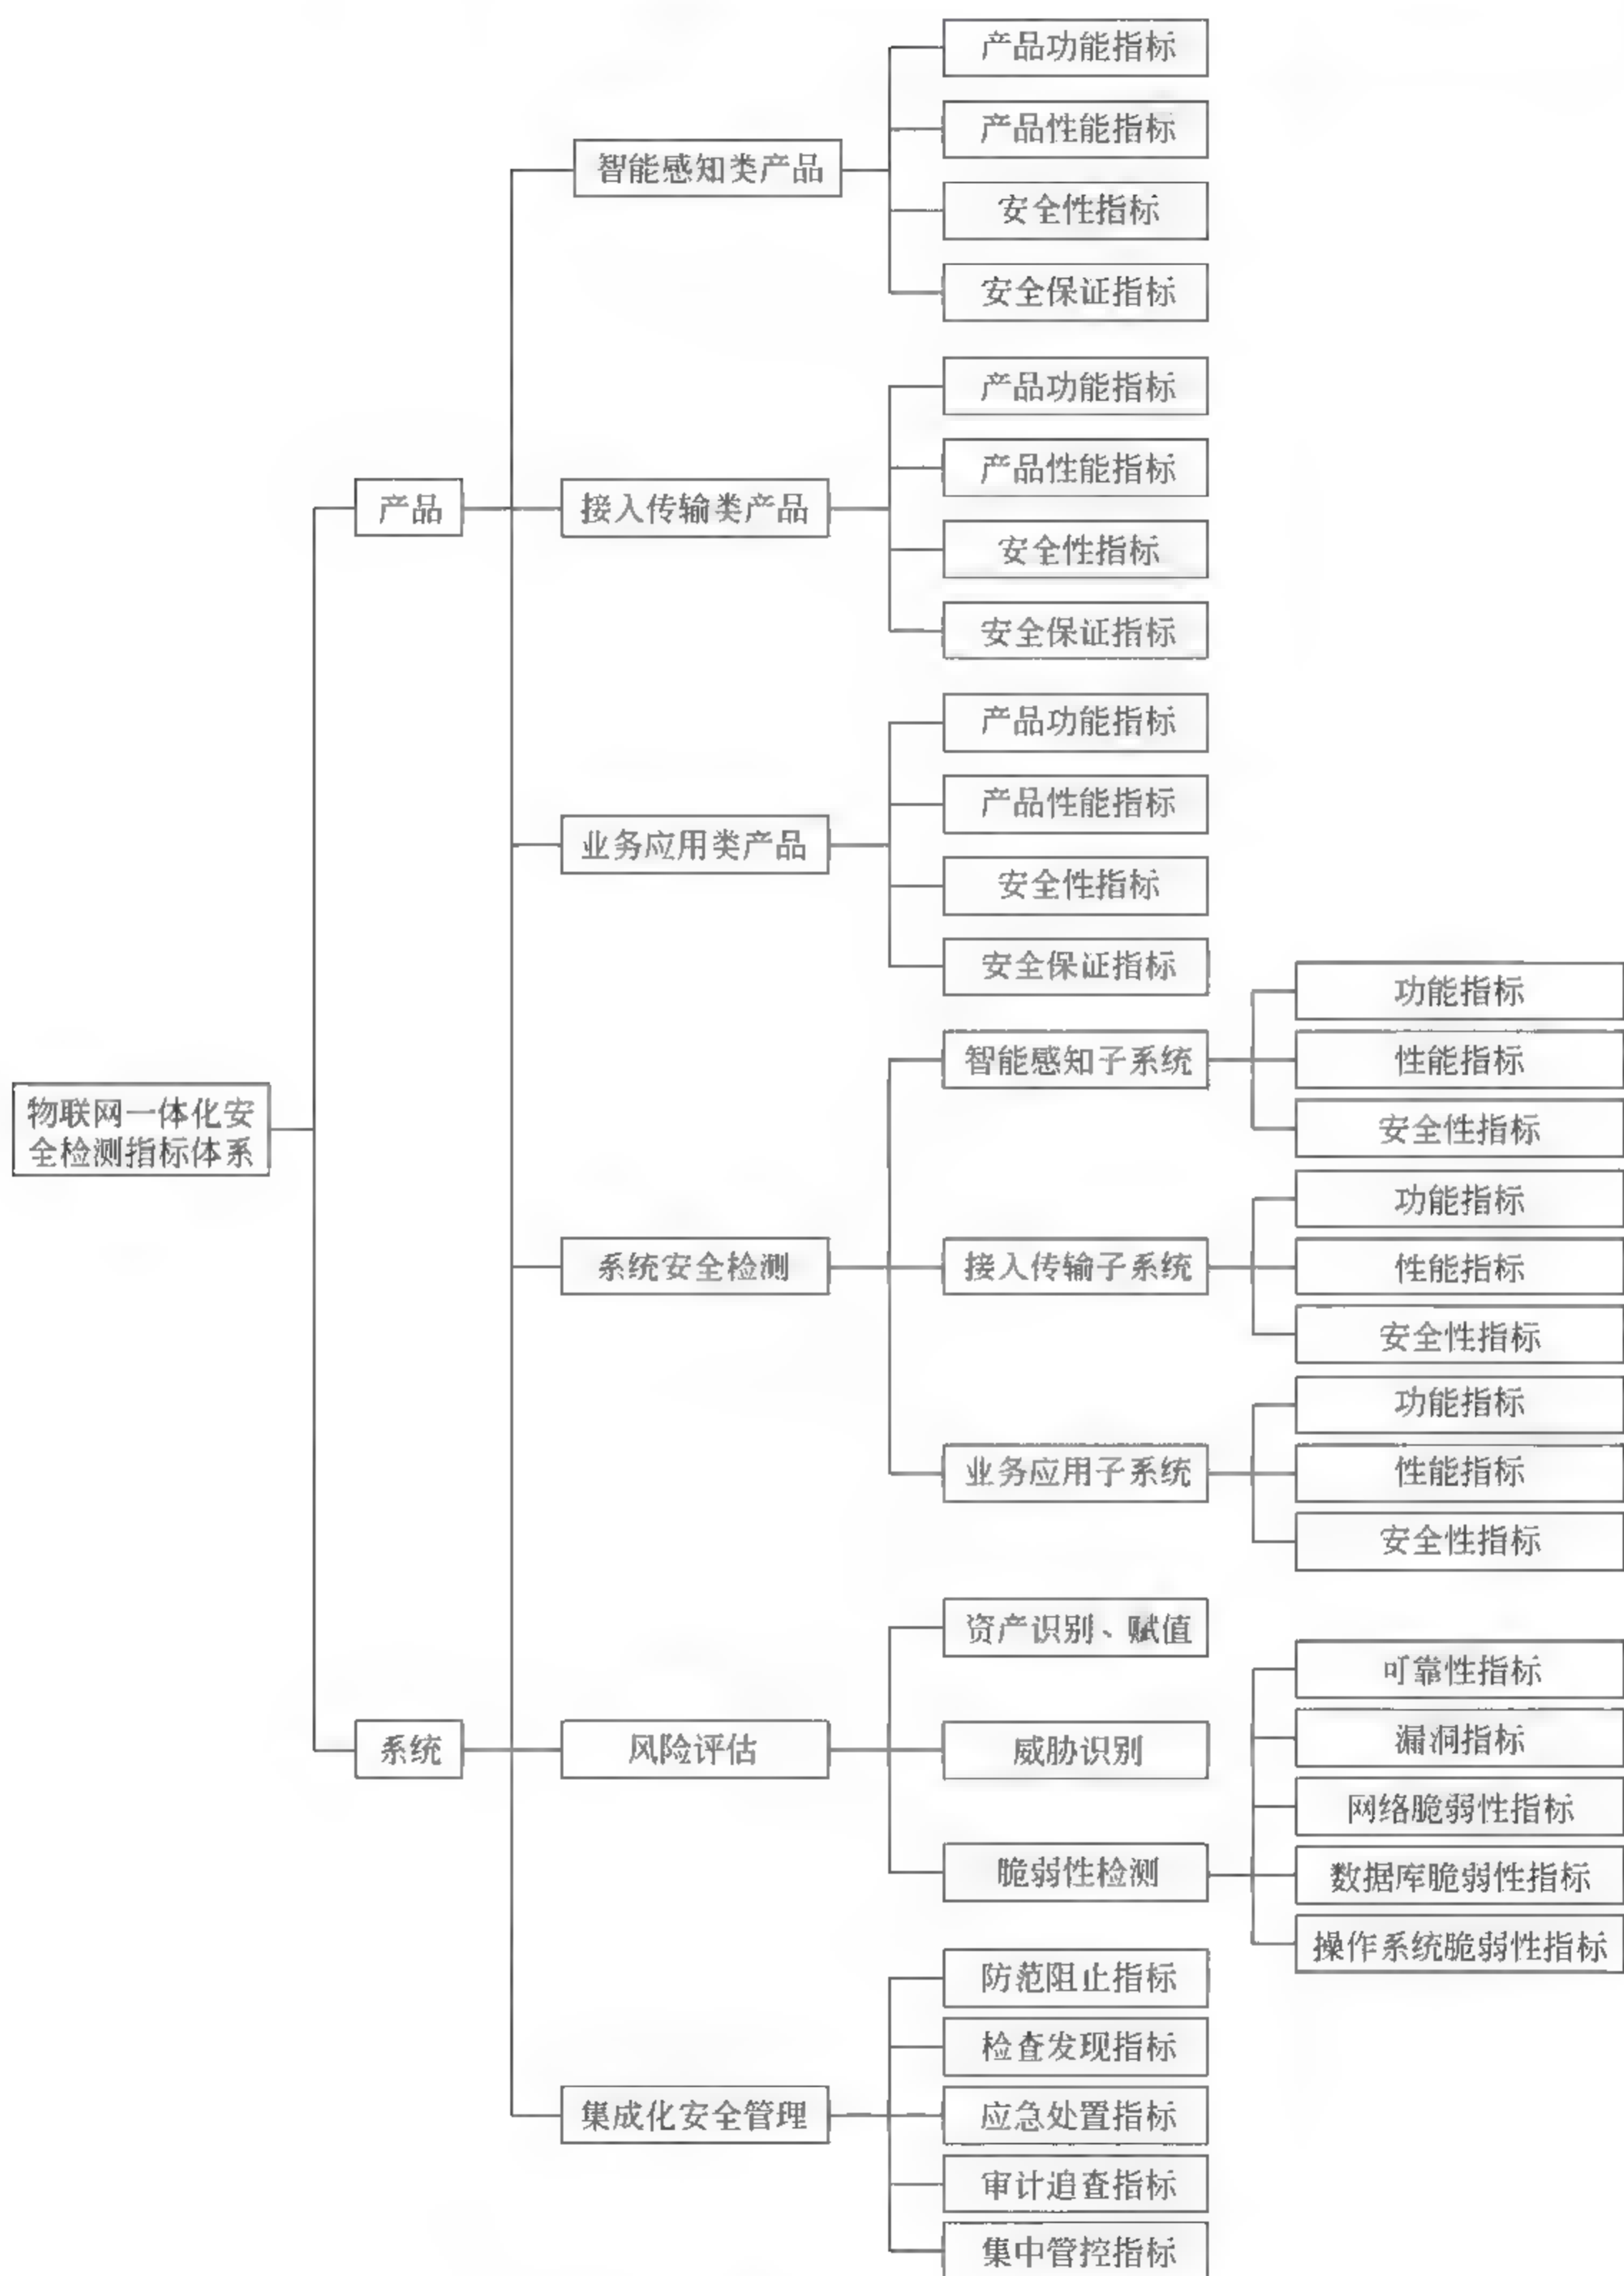 物联网一体化安
全检测指标体系
产品
智能感知类产品
产品功能指标
产品性能指标
安全性指标
安全保证指标
接入传输类产品
产品功能指标
产品性能指标
安全性指标
安全保证指标
业务应用类产品
产品功能指标
产品性能指标
安全性指标
安全保证指标
系统
系统安全检测
智能感知子系统
功能指标
性能指标
安全性指标
接入传输子系统
功能指标
性能指标
安全性指标
业务应用子系统
功能指标
性能指标
安全性指标
风险评估
资产识别、赋值
威胁识别
脆弱性检测
可靠性指标
漏洞指标
网络脆弱性指标
数据库脆弱性指标
操作系统脆弱性指标
集成化安全管理
防范阻止指标
检查发现指标
应急处置指标
审计追查指标
集中管控指标